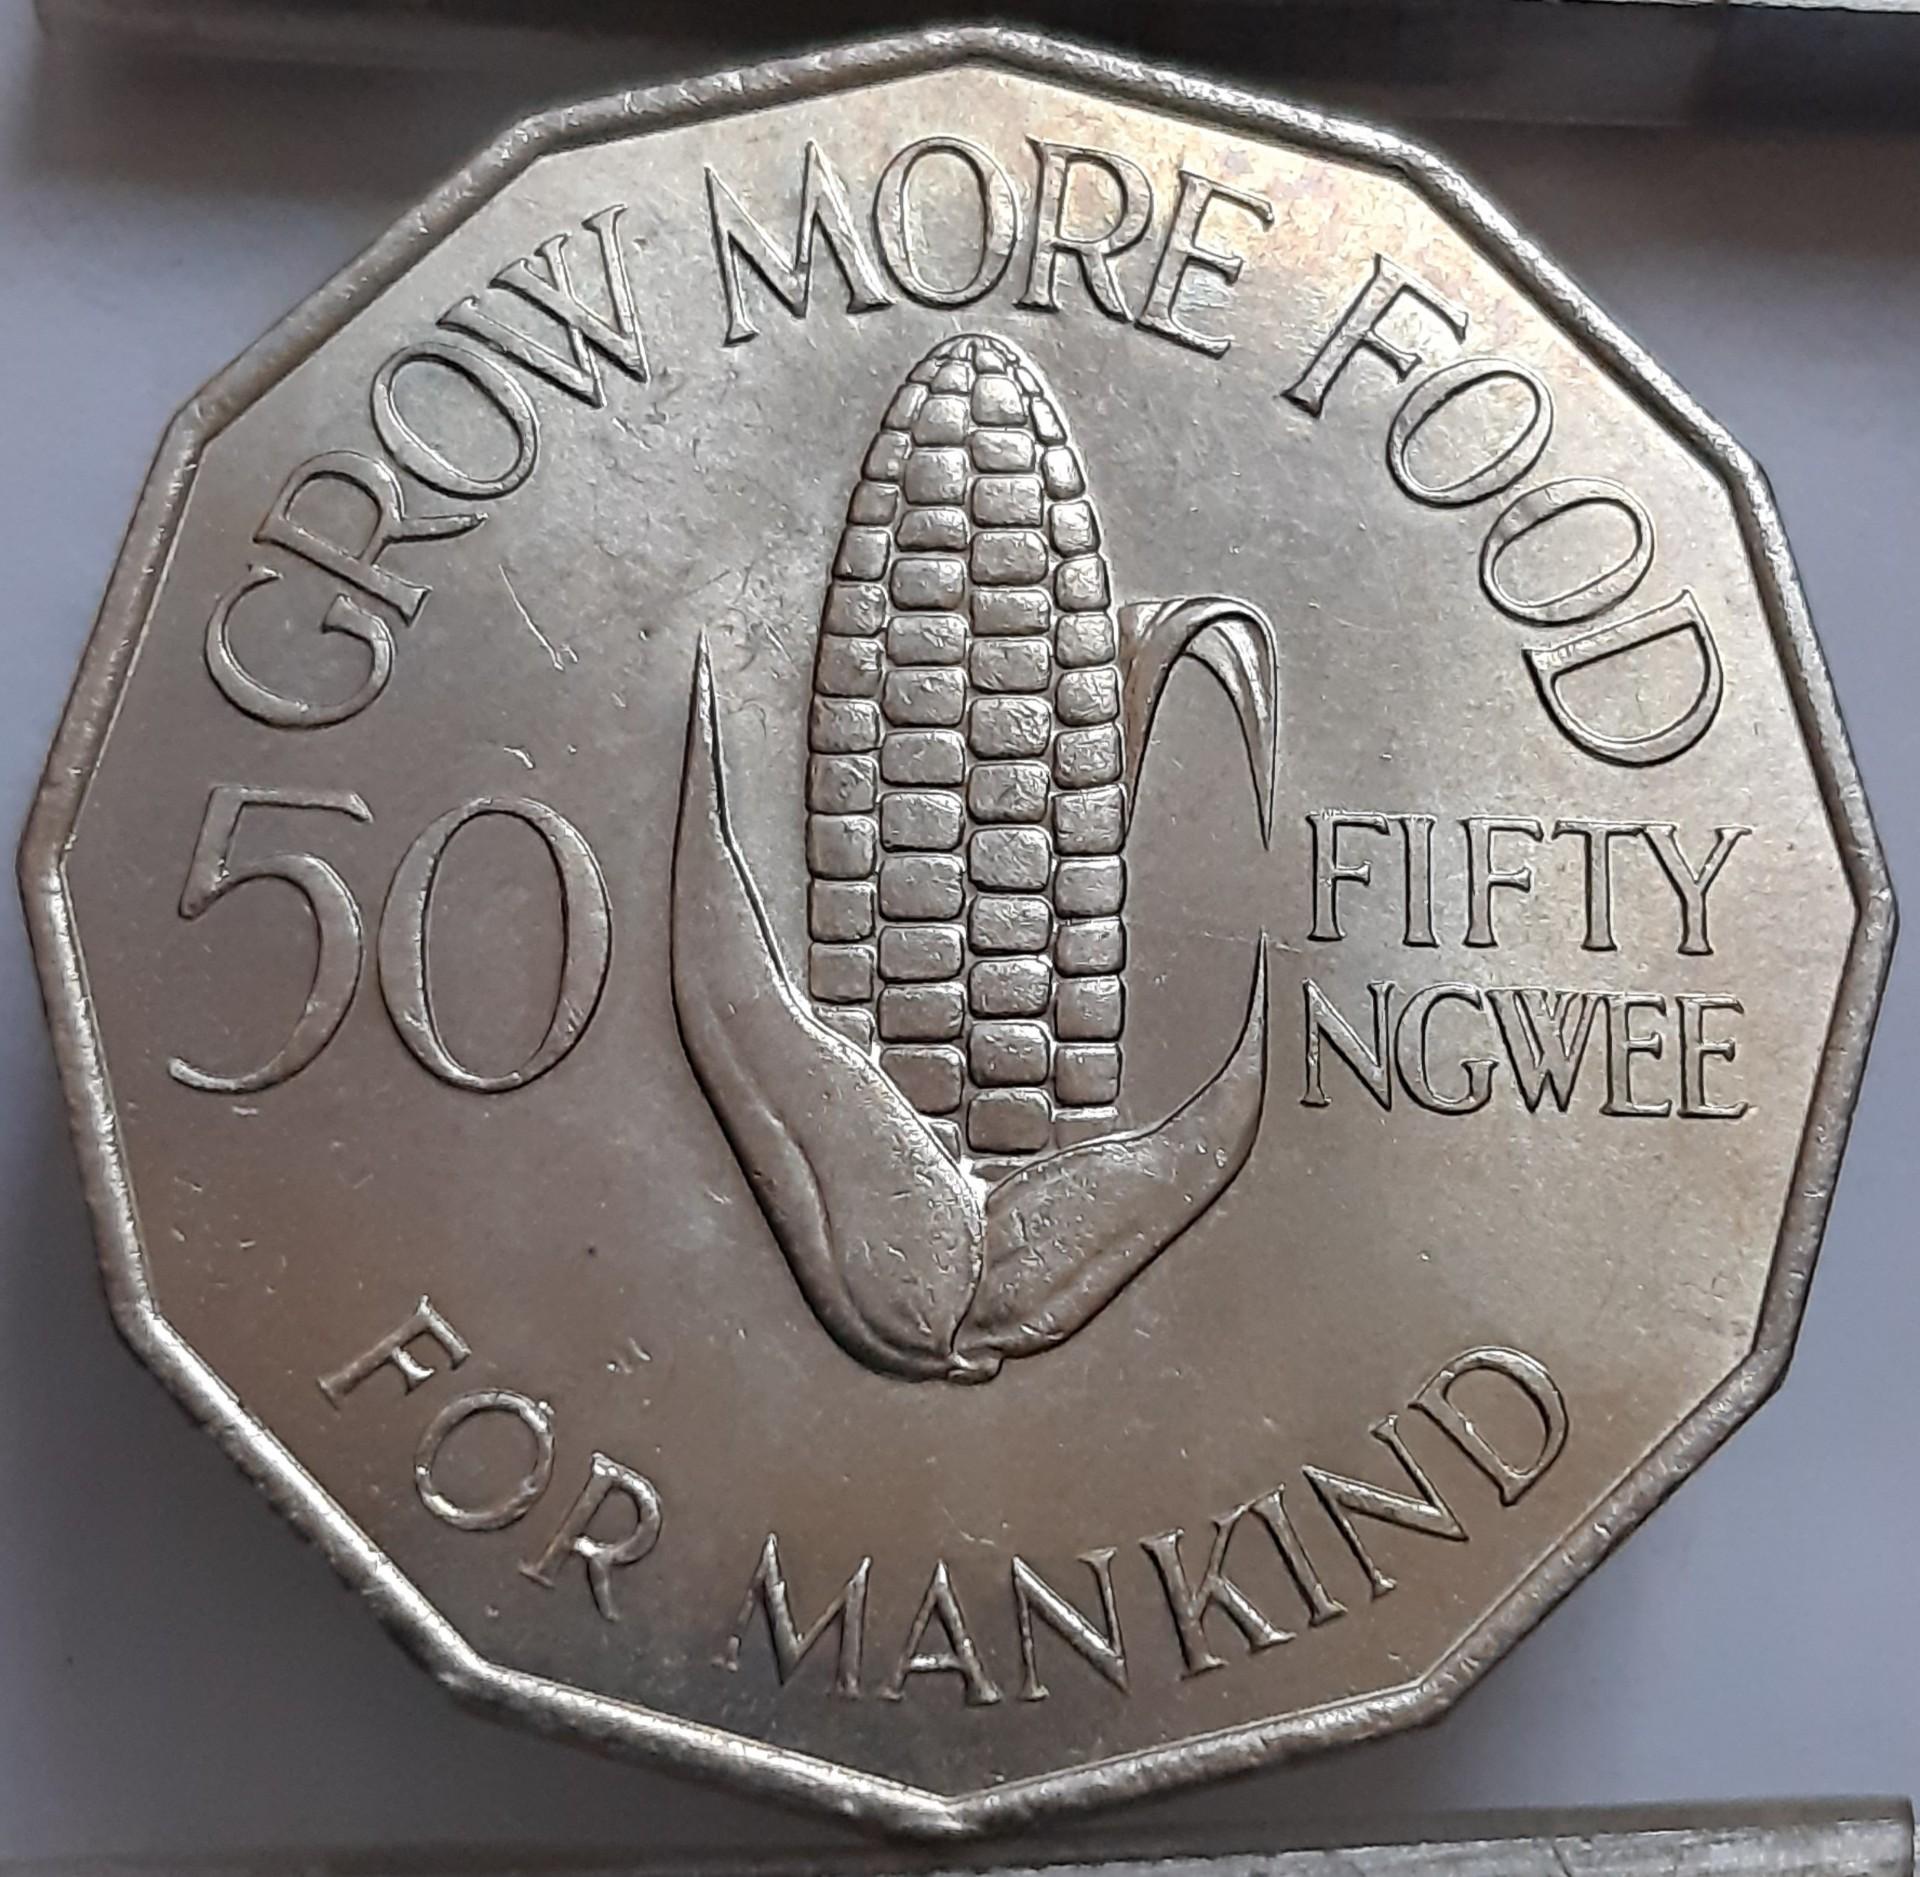 GROW MORE FOOD
50
FIFTY
NGWEE
FOR MANKIND